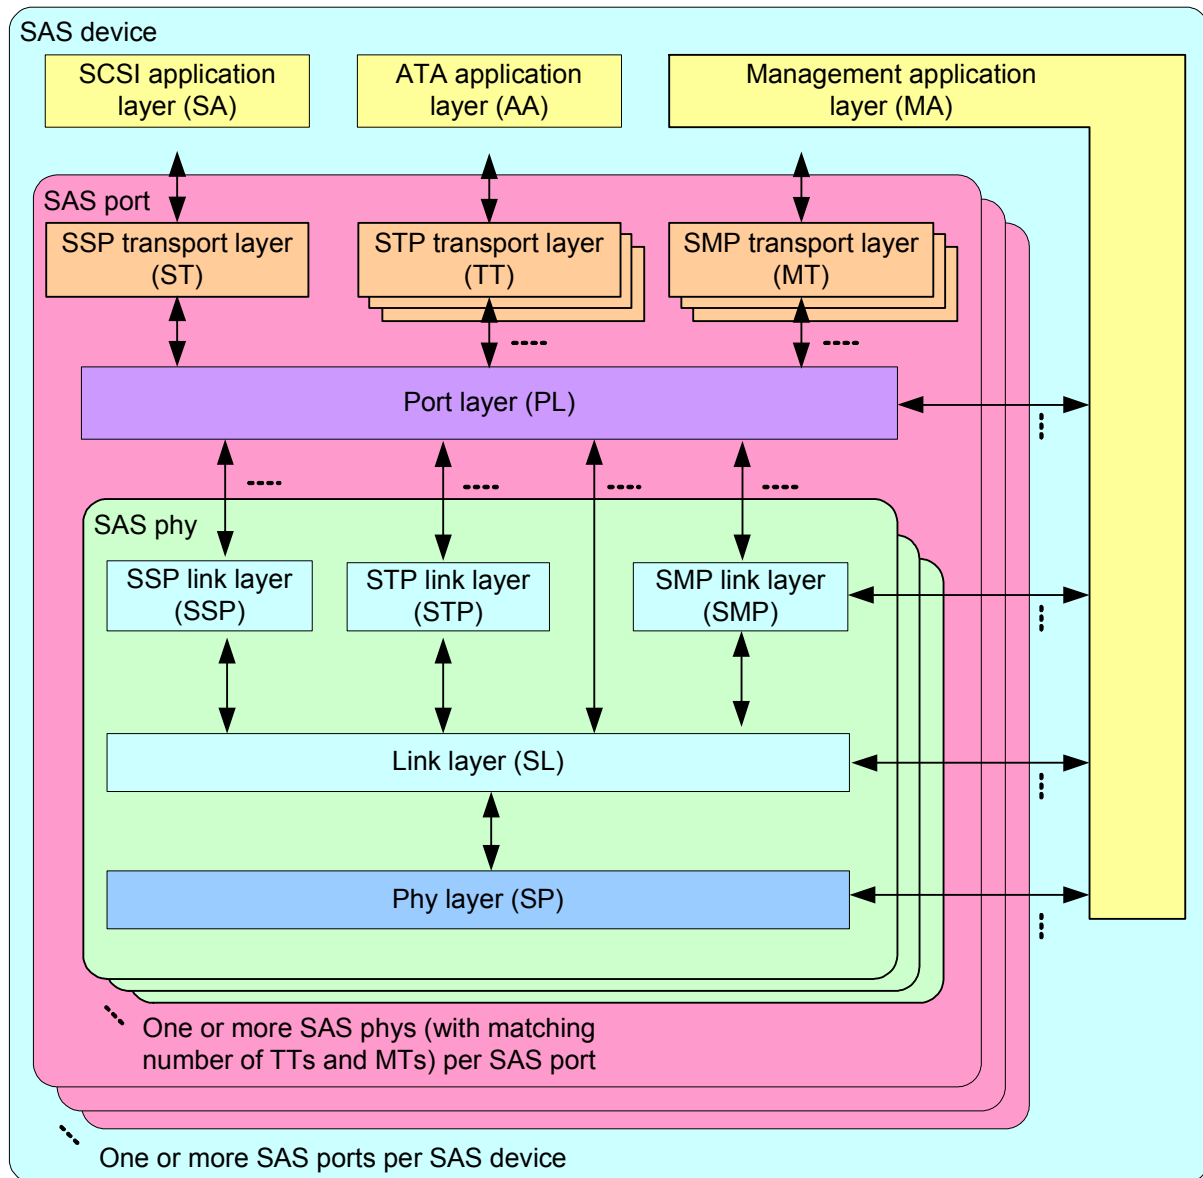 SAS device
SCSI application
layer (SA)
ATA application
layer (AA)
Management application
layer (MA)
SAS port
SSP transport layer
(ST)
STP transport layer
(TT)
SMP transport layer
(MT)
Port layer (PL)
SAS phy
SSP link layer
(SSP)
STP link layer
(STP)
SMP link layer
(SMP)
Link layer (SL)
Phy layer (SP)
One or more SAS phys (with matching
number of TTs and MTs) per SAS port
One or more SAS ports per SAS device